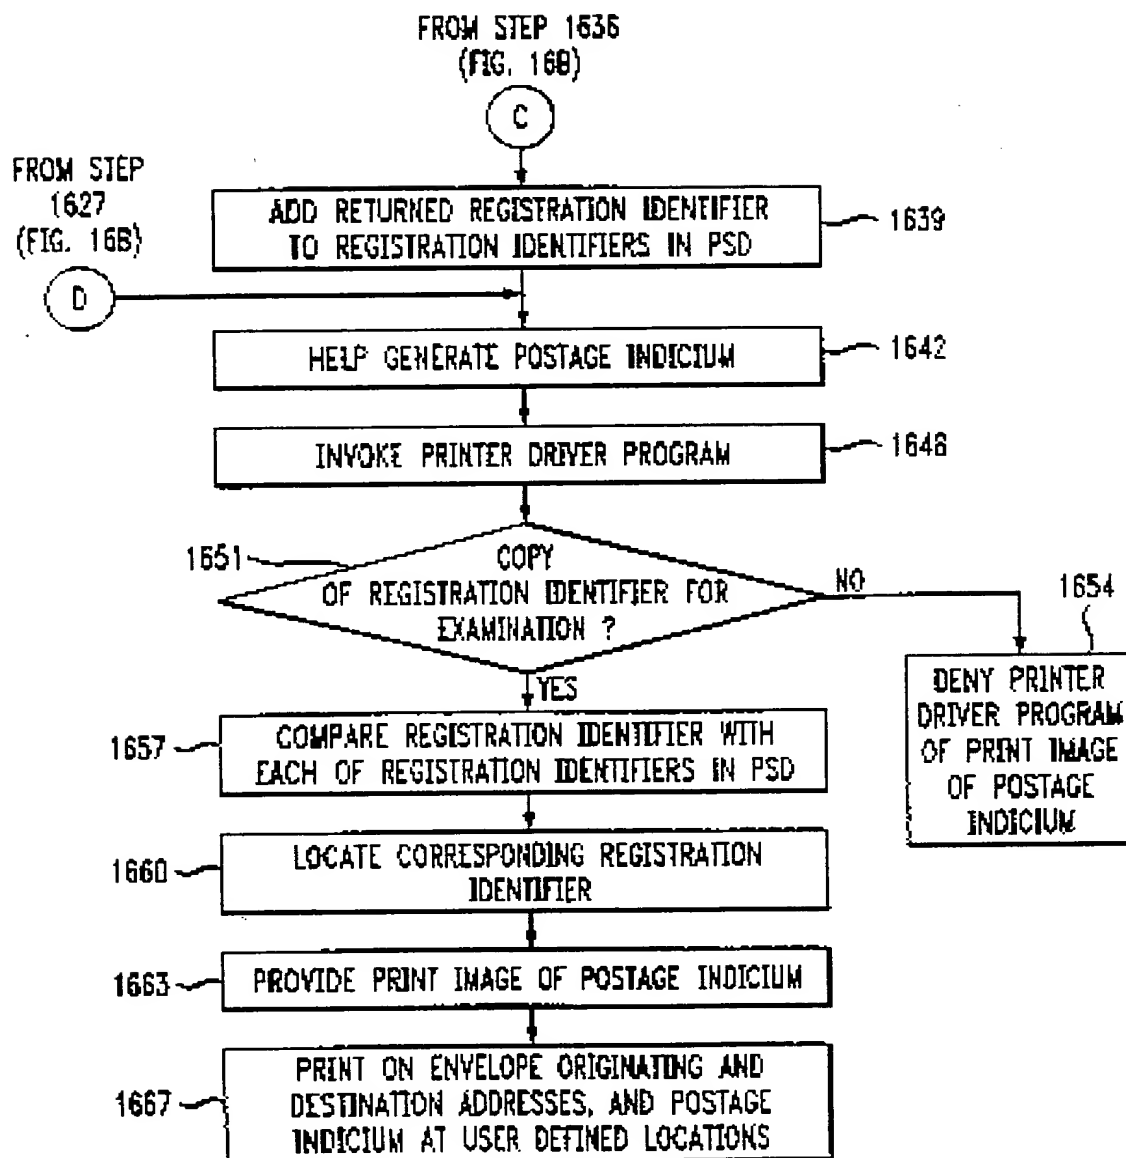 FROM STEP 1636
(FIG. 16B)
C
FROM STEP
1627
(FIG. 16B)
D
ADD RETURNED REGISTRATION IDENTIFIER
TO REGISTRATION IDENTIFIERS IN PSD
1639
HELP GENERATE POSTAGE INDICIUM
1642
INVOKE PRINTER DRIVER PROGRAM
1648
1651
COPY
OF REGISTRATION IDENTIFIER FOR
EXAMINATION ?
NO
YES
1654
DENY PRINTER
DRIVER PROGRAM
OF PRINT IMAGE
OF POSTAGE
INDICIUM
1657
COMPARE REGISTRATION IDENTIFIER WITH
EACH OF REGISTRATION IDENTIFIERS IN PSD
1660
LOCATE CORRESPONDING REGISTRATION
IDENTIFIER
1663
PROVIDE PRINT IMAGE OF POSTAGE INDICIUM
1667
PRINT ON ENVELOPE ORIGINATING AND
DESTINATION ADDRESSES, AND POSTAGE
INDICIUM AT USER DEFINED LOCATIONS